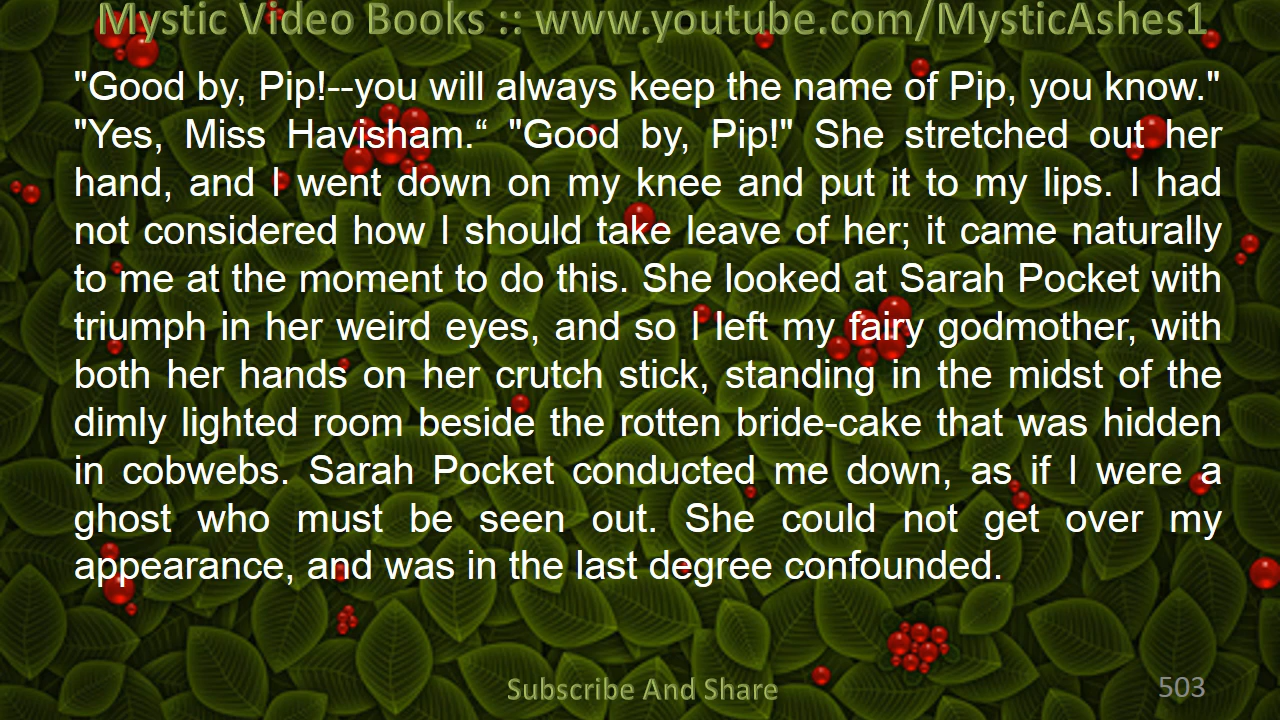 Mystic Video Books :: www.youtube.com/MysticAshes1
"Good by, Pip!--you will always keep the name of Pip, you know."
"Yes, Miss Havisham.“ "Good by, Pip!" She stretched out her
hand, and I went down on my knee and put it to my lips. I had
not considered how I should take leave of her; it came naturally
to me at the moment to do this. She looked at Sarah Pocket with
triumph in her weird eyes, and so I left my fairy godmother, with
both her hands on her crutch stick, standing in the midst of the
dimly lighted room beside the rotten bride-cake that was hidden
in cobwebs. Sarah Pocket conducted me down, as if I were a
ghost who must be seen out. She could not get over my
appearance, and was in the last degree confounded.
Subscribe And Share
503